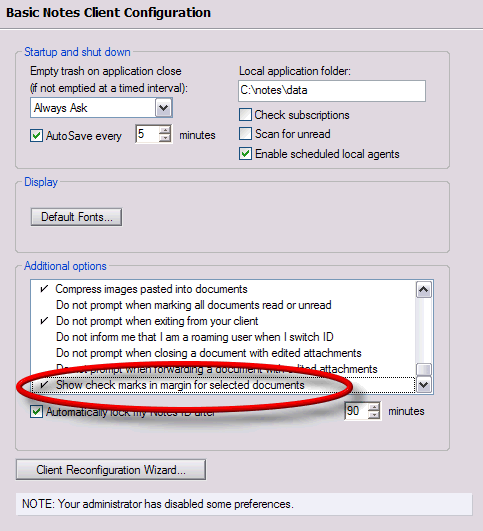 Basic Notes Client Configuration
Startup and shut down
Empty trash on application close
(if not emptied at a timed interval):
Always Ask
AutoSave every 5 minutes
Local application folder:
C:\notes\data
Check subscriptions
Scan for unread
Enable scheduled local agents
Display
Default Fonts...
Additional options
Compress images pasted into documents
Do not prompt when marking all documents read or unread
Do not prompt when exiting from your client
Do not inform me that I am a roaming user when I switch ID
Do not prompt when closing a document with edited attachments
Do not prompt when forwarding a document with edited attachments
Show check marks in margin for selected documents
Automatically lock my Notes ID after 90 minutes
Client Reconfiguration Wizard...
NOTE: Your administrator has disabled some preferences.